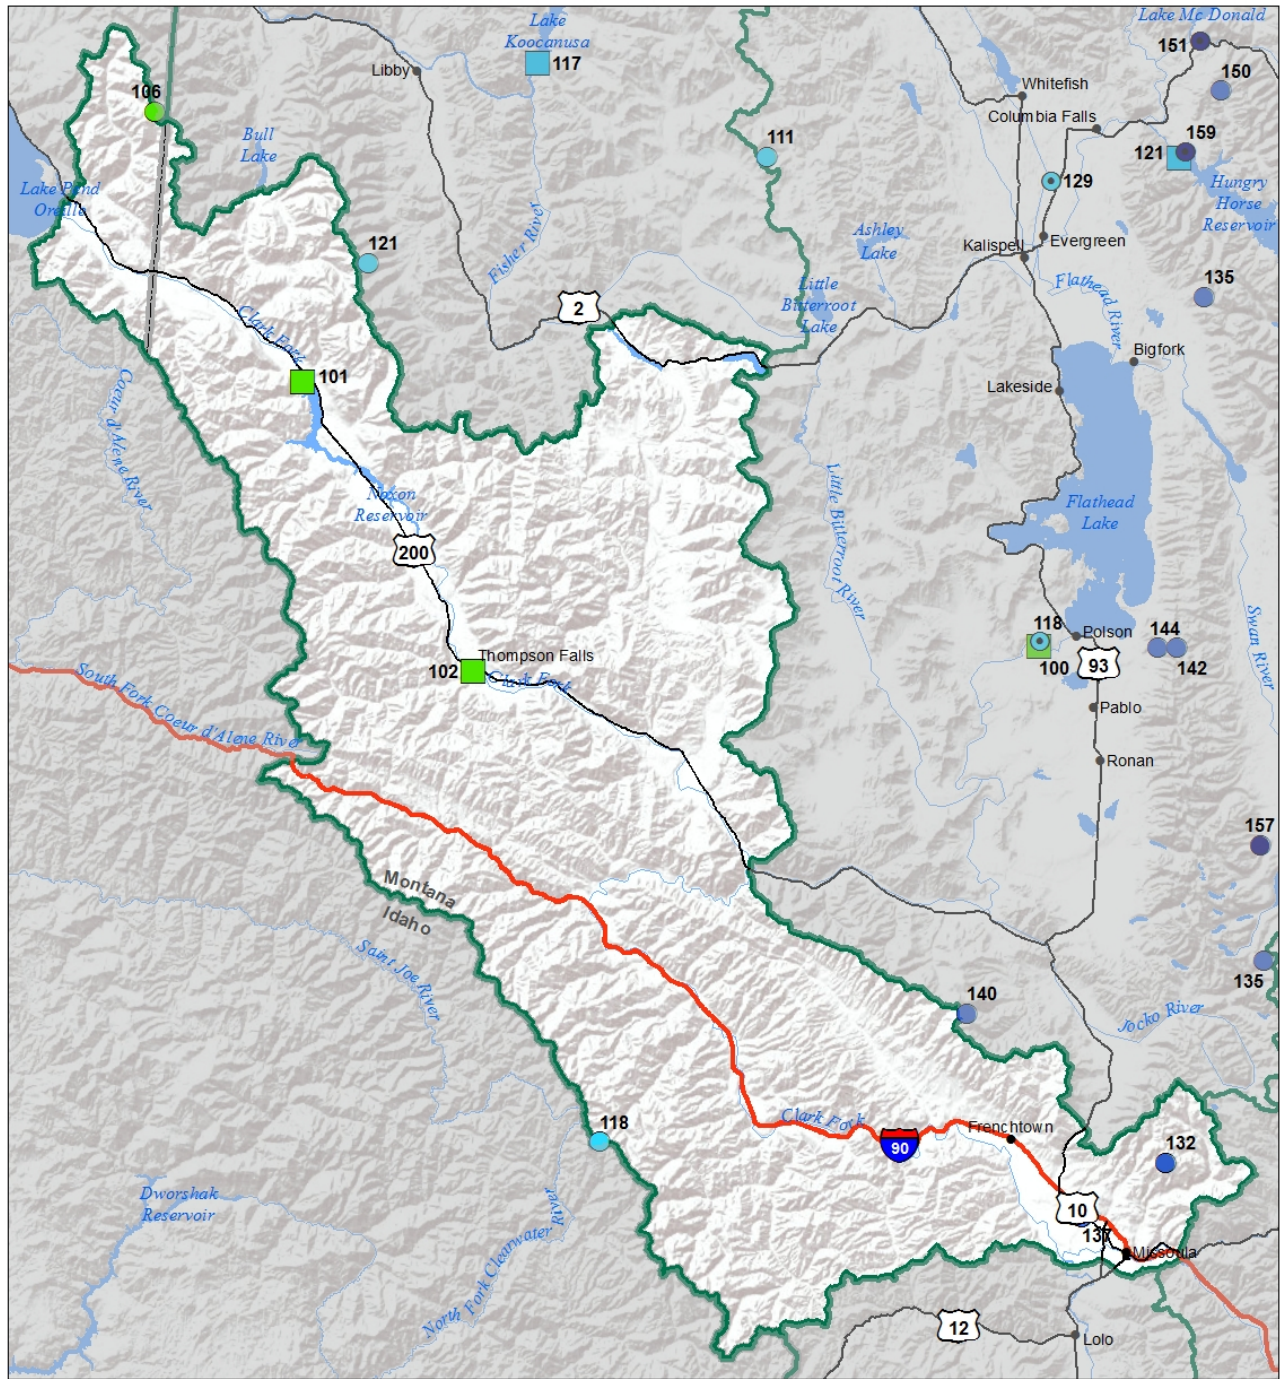 Lake Mc Donald
Lake
Koocanusa
151
117
Libby
150
Whitefish
106
Columbia Falls
Bull
Lake
111
159
121
129
Hungry
Horse
Reservoir
Lake Pend
Oreille
Ashley
Lake
121
Kalispell
Evergreen
Fisher River
Flathead River
135
Little
Bitterroot
Lake
2
Clark Fork
Bigfork
101
Lakeside
Coeur d'Alene River
Noxon
Reservoir
Flathead
Lake
Little Bitterroot River
200
118
Polson
144
Swan River
Thompson Falls
102
100
93
142
Clark Fork
South Fork Coeur d'Alene River
Pablo
Ronan
157
Montana
Idaho
Saint Joe River
135
140
Jocko River
118
Clark Fork
Frenchtown
90
132
Dworshak
Reservoir
10
137
Missoula
North Fork Clearwater River
12
Lolo